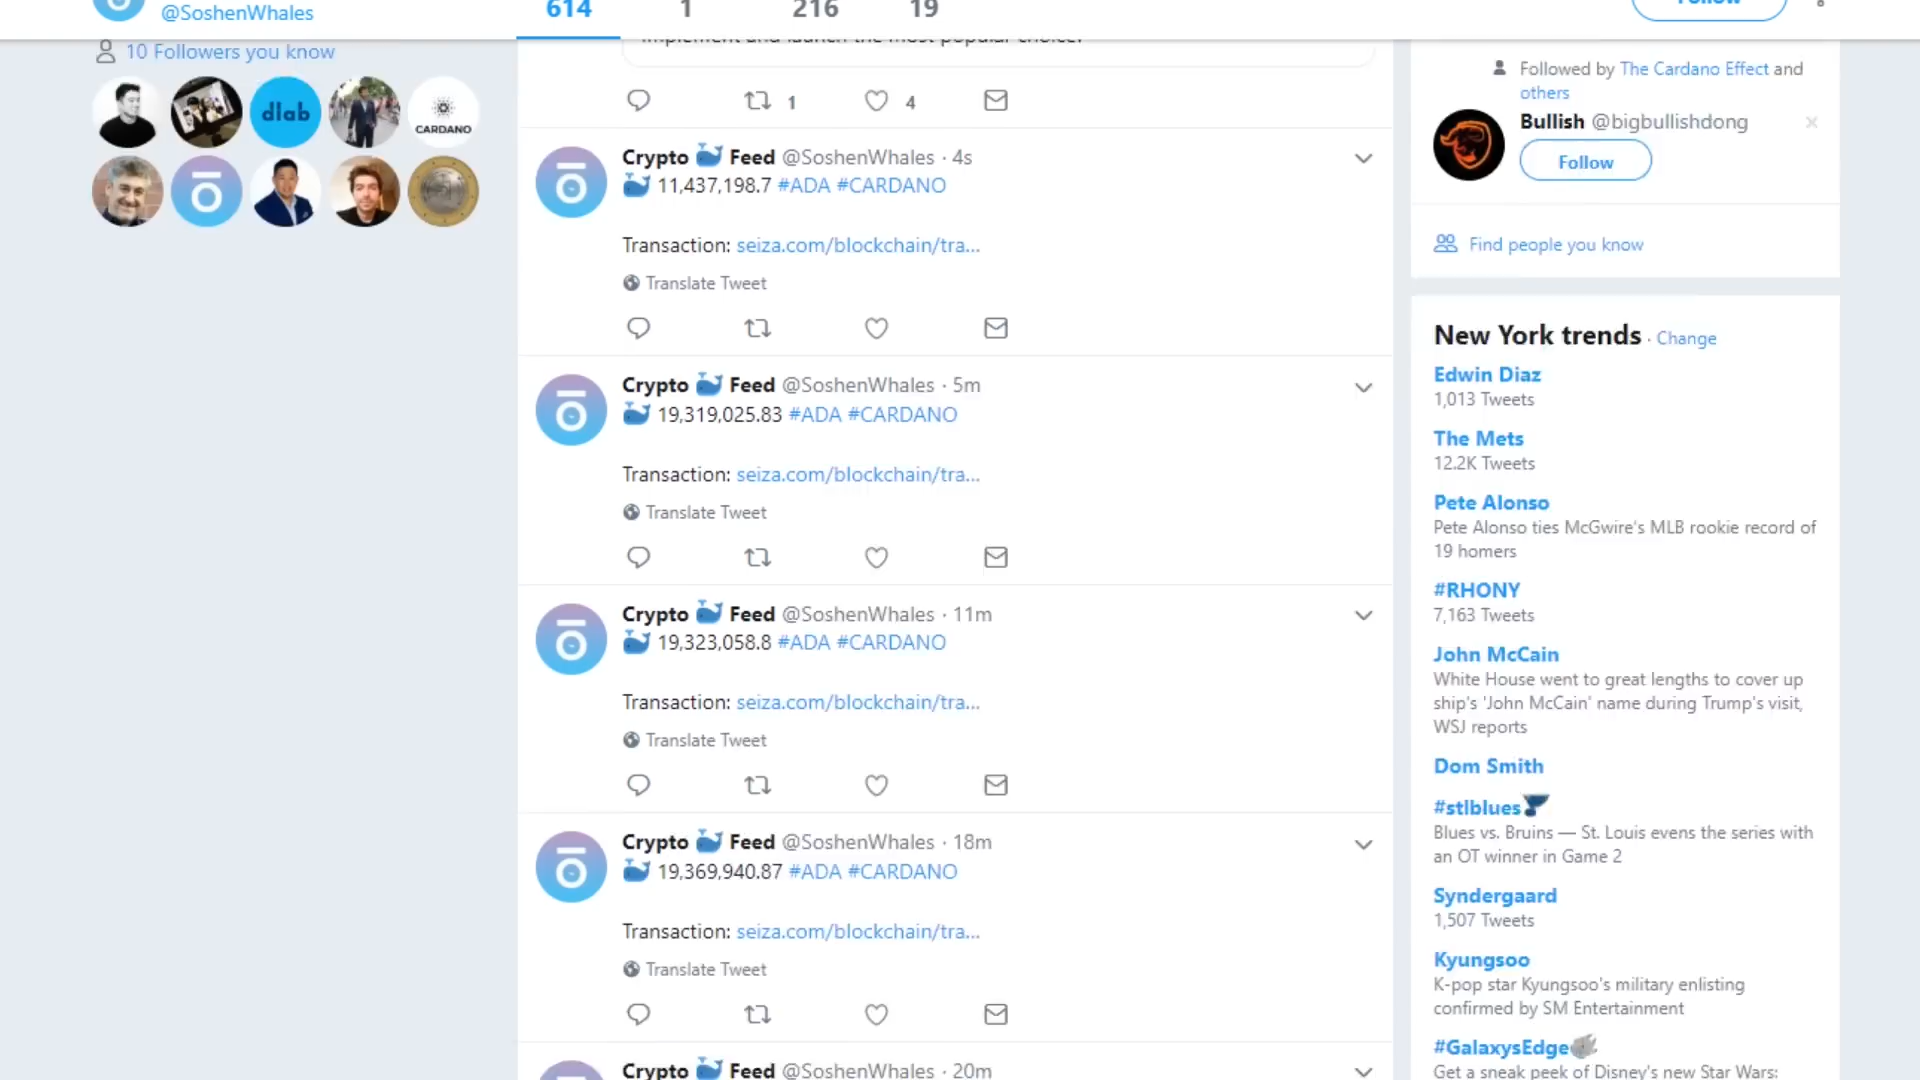 @SoshenWhales
614 1 216 19
10 Followers you know
dlab
CARDANO
1 4
Crypto Feed @SoshenWhales · 4s
11,437,198.7 #ADA #CARDANO
Transaction: seiza.com/blockchain/tra...
Translate Tweet
Crypto Feed @SoshenWhales · 5m
19,319,025.83 #ADA #CARDANO
Transaction: seiza.com/blockchain/tra...
Translate Tweet
Crypto Feed @SoshenWhales · 11m
19,323,058.8 #ADA #CARDANO
Transaction: seiza.com/blockchain/tra...
Translate Tweet
Crypto Feed @SoshenWhales · 18m
19,369,940.87 #ADA #CARDANO
Transaction: seiza.com/blockchain/tra...
Translate Tweet
Crypto Feed @SoshenWhales · 20m
Followed by The Cardano Effect and
others
Bullish @bigbullishdong
Follow
Find people you know
New York trends · Change
Edwin Diaz
1,013 Tweets
The Mets
12.2K Tweets
Pete Alonso
Pete Alonso ties McGwire's MLB rookie record of
19 homers
#RHONY
7,163 Tweets
John McCain
White House went to great lengths to cover up
ship's 'John McCain' name during Trump's visit,
WSJ reports
Dom Smith
#stlblues
Blues vs. Bruins — St. Louis evens the series with
an OT winner in Game 2
Syndergaard
1,507 Tweets
Kyungsoo
K-pop star Kyungsoo's military enlisting
confirmed by SM Entertainment
#GalaxysEdge
Get a sneak peek of Disney's new Star Wars: